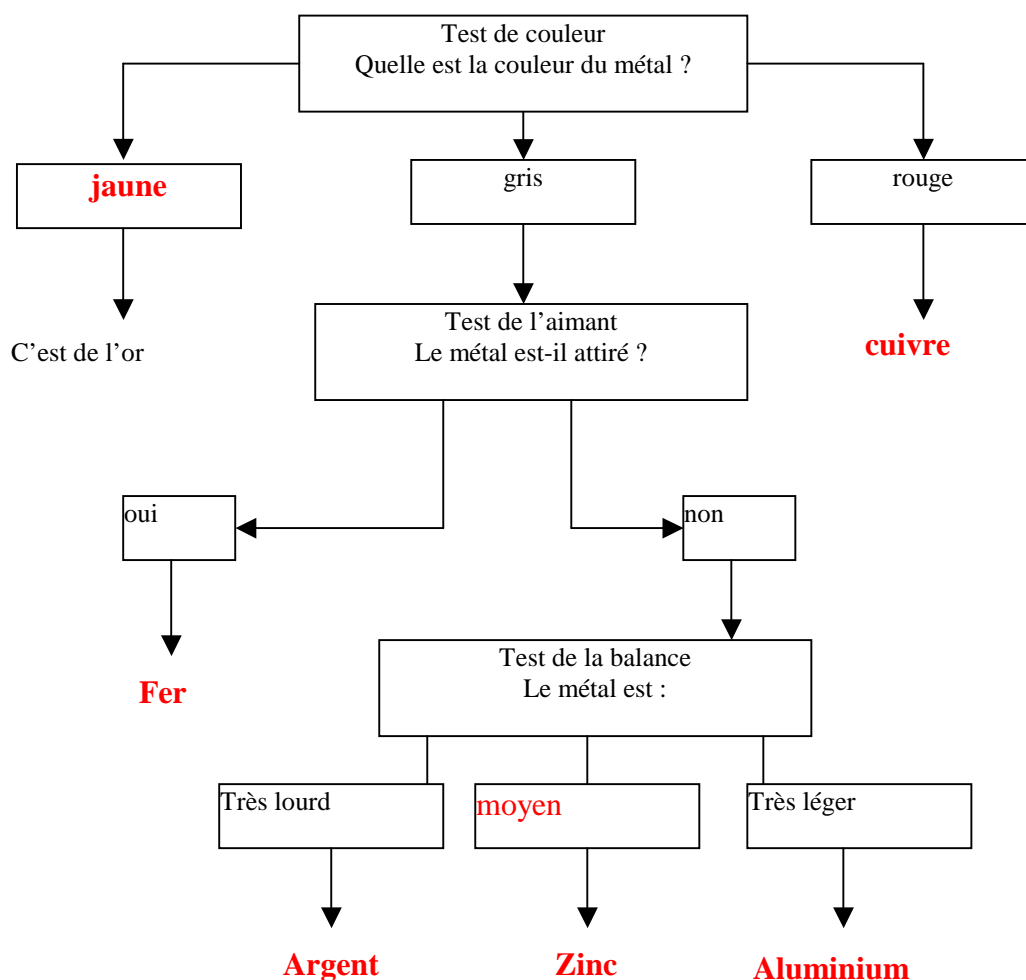 Test de couleur
Quelle est la couleur du métal ?
jaune
gris
rouge
Test de l’aimant
Le métal est-il attiré ?
C’est de l’or
cuivre
oui
non
Test de la balance
Le métal est :
Fer
Très lourd
moyen
Très léger
Argent
Zinc
Aluminium